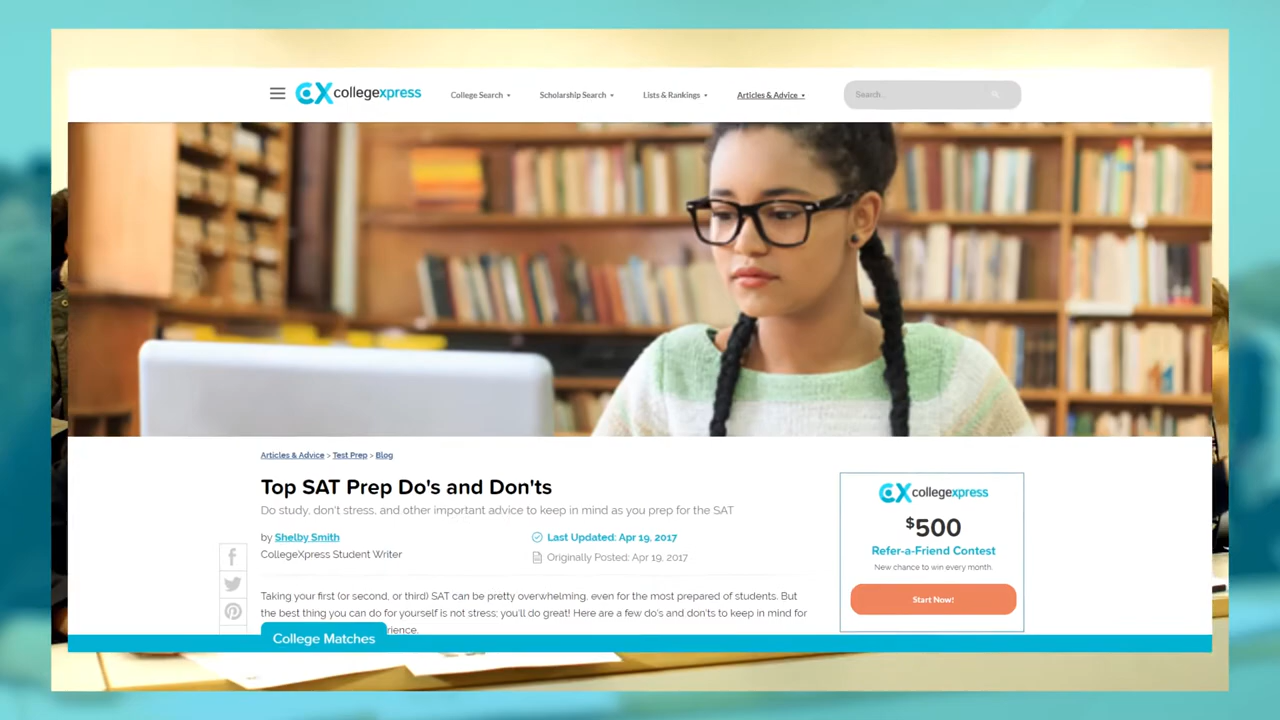 collegexpress
College Search
Scholarship Search
Lists & Rankings
Articles & Advice
Search...
Articles & Advice > Test Prep > Blog
Top SAT Prep Do's and Don'ts
Do study, don't stress, and other important advice to keep in mind as you prep for the SAT
by Shelby Smith
CollegeXpress Student Writer
Last Updated: Apr 19, 2017
Originally Posted: Apr 19, 2017
Taking your first (or second, or third) SAT can be pretty overwhelming, even for the most prepared of students. But
the best thing you can do for yourself is not stress; you'll do great! Here are a few do's and don'ts to keep in mind for
College Matches
CX collegexpress
$500
Refer-a-Friend Contest
New chance to win every month.
Start Now!